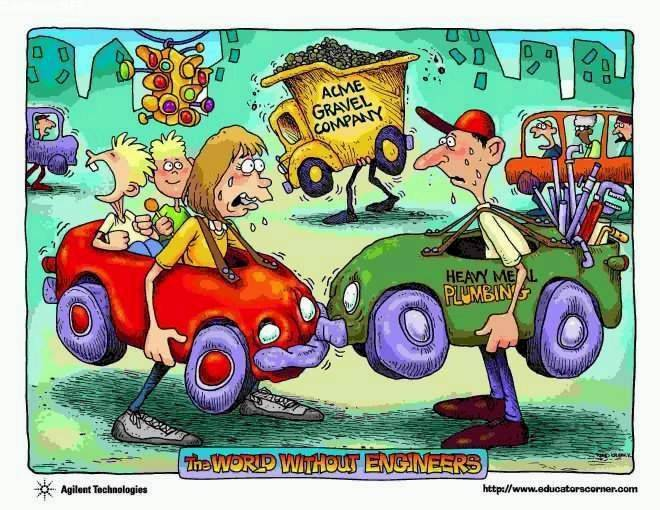 ACME
GRAVEL
COMPANY
HEAVY METAL
PLUMBING
The WORLD WITHOUT ENGINEERS
Agilent Technologies
http://www.educatorscorner.com